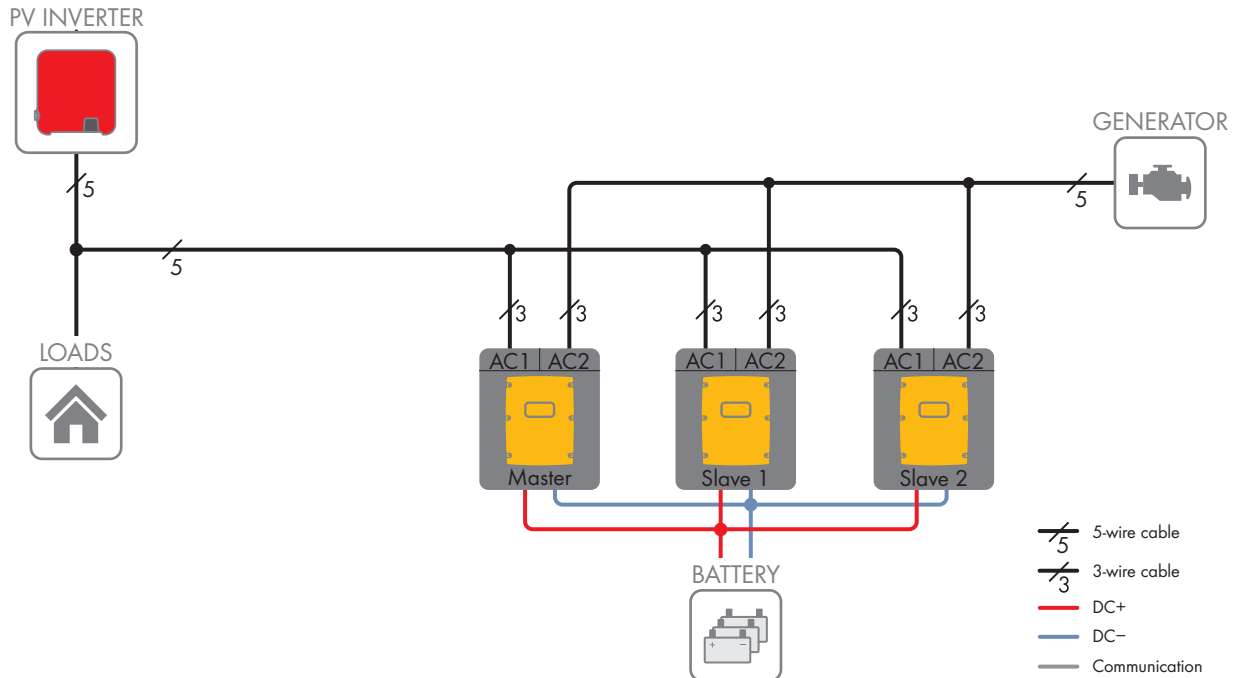 PV INVERTER
GENERATOR
5
5
5
3
3
3
3
3
3
LOADS
AC1 AC2
AC1 AC2
AC1 AC2
Master
Slave 1
Slave 2
BATTERY
+ −
5 5-wire cable
3 3-wire cable
DC+
DC−
Communication